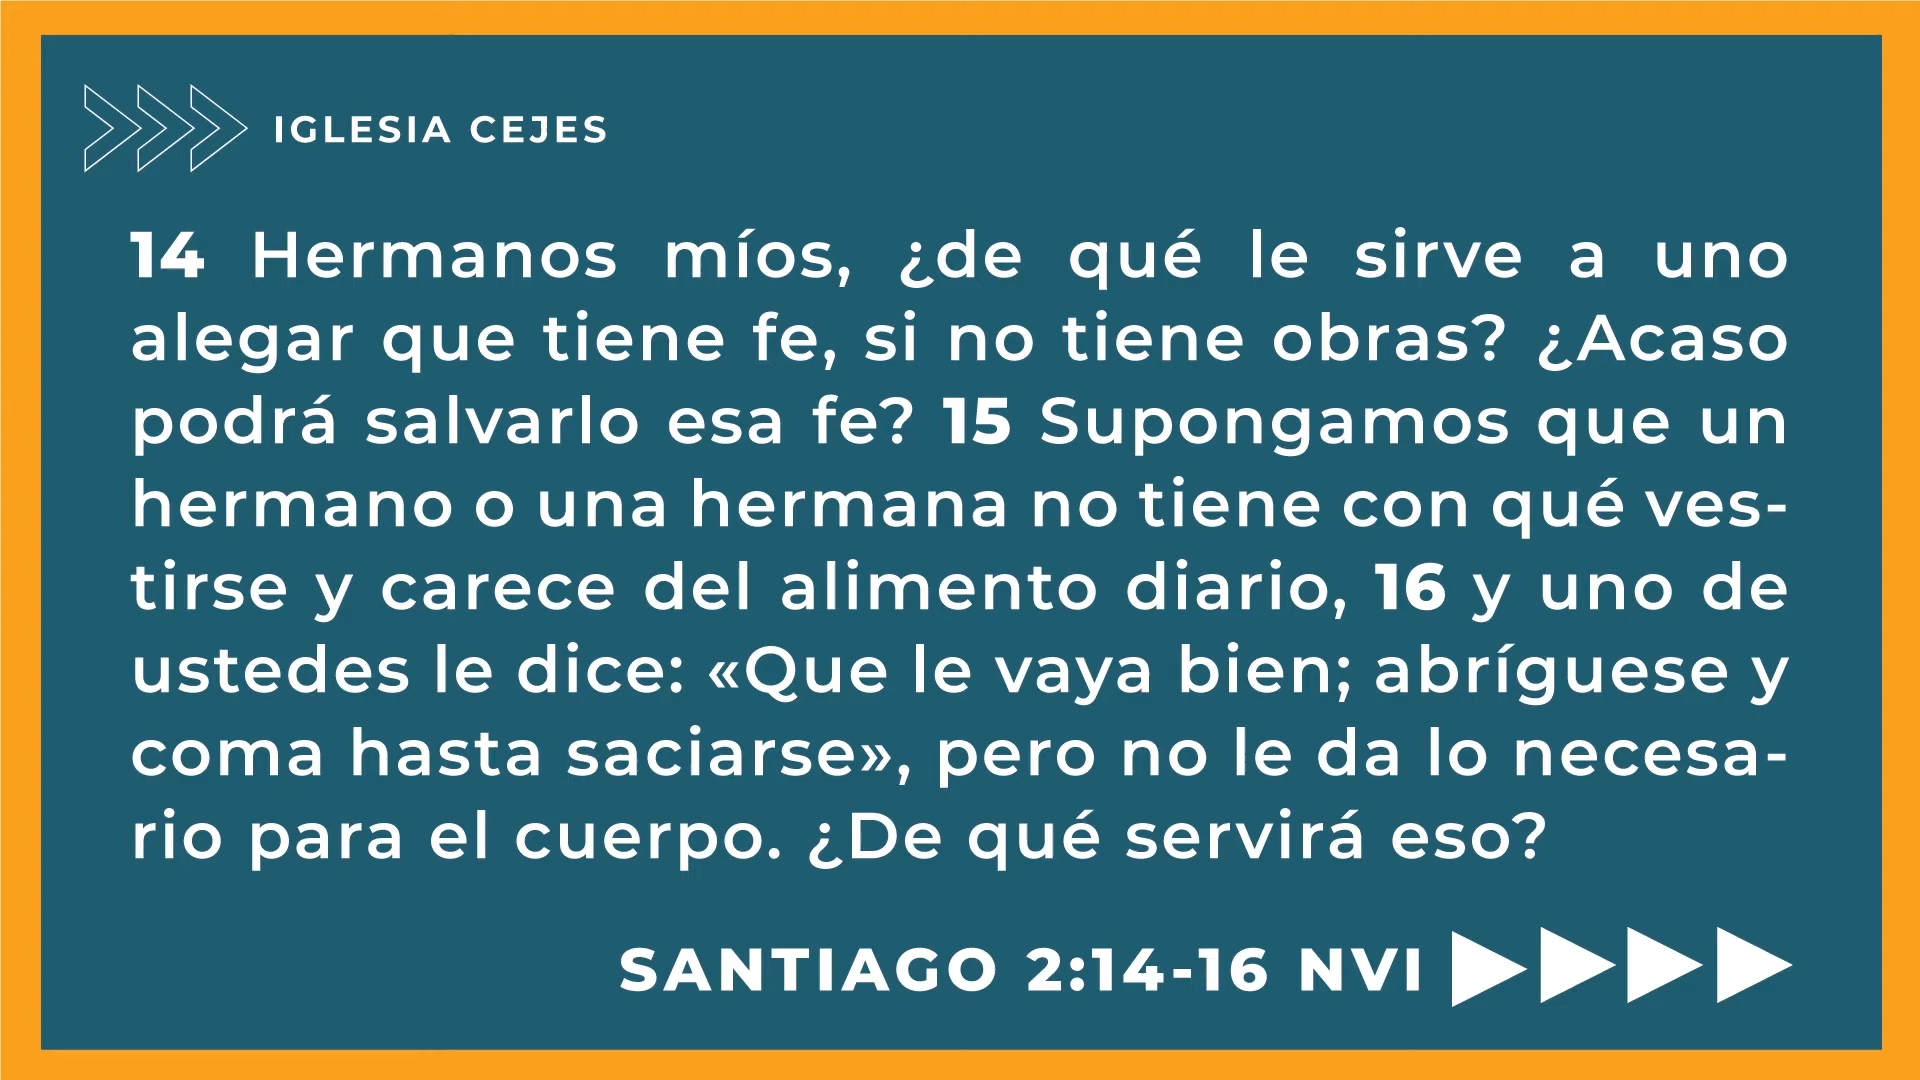 IGLESIA CEJES
14 Hermanos míos, ¿de qué le sirve a uno
alegar que tiene fe, si no tiene obras? ¿Acaso
podrá salvarlo esa fe? 15 Supongamos que un
hermano o una hermana no tiene con qué ves-
tirse y carece del alimento diario, 16 y uno de
ustedes le dice: «Que le vaya bien; abríguese y
coma hasta saciarse», pero no le da lo necesa-
rio para el cuerpo. ¿De qué servirá eso?
SANTIAGO 2:14-16 NVI